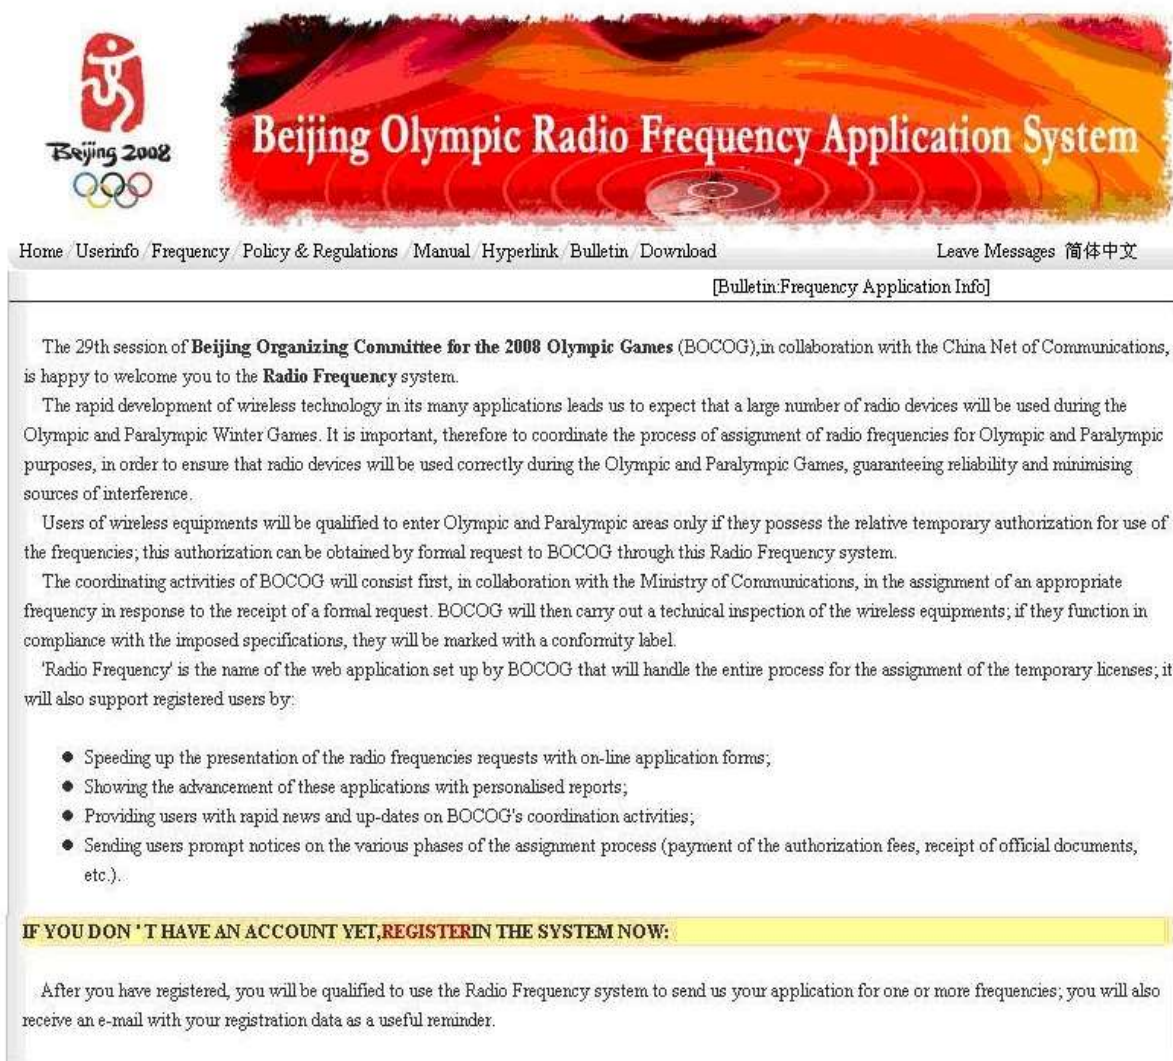 Beijing 2008
Beijing Olympic Radio Frequency Application System
Home / Userinfo / Frequency / Policy & Regulations / Manual / Hyperlink / Bulletin / Download Leave Messages 简体中文
[Bulletin:Frequency Application Info]
The 29th session of Beijing Organizing Committee for the 2008 Olympic Games (BOCOG),in collaboration with the China Net of Communications,
is happy to welcome you to the Radio Frequency system.
The rapid development of wireless technology in its many applications leads us to expect that a large number of radio devices will be used during the
Olympic and Paralympic Winter Games. It is important, therefore to coordinate the process of assignment of radio frequencies for Olympic and Paralympic
purposes, in order to ensure that radio devices will be used correctly during the Olympic and Paralympic Games, guaranteeing reliability and minimising
sources of interference.
Users of wireless equipments will be qualified to enter Olympic and Paralympic areas only if they possess the relative temporary authorization for use of
the frequencies; this authorization can be obtained by formal request to BOCOG through this Radio Frequency system.
The coordinating activities of BOCOG will consist first, in collaboration with the Ministry of Communications, in the assignment of an appropriate
frequency in response to the receipt of a formal request. BOCOG will then carry out a technical inspection of the wireless equipments; if they function in
compliance with the imposed specifications, they will be marked with a conformity label.
'Radio Frequency' is the name of the web application set up by BOCOG that will handle the entire process for the assignment of the temporary licenses; it
will also support registered users by:
● Speeding up the presentation of the radio frequencies requests with on-line application forms;
● Showing the advancement of these applications with personalised reports;
● Providing users with rapid news and up-dates on BOCOG's coordination activities;
● Sending users prompt notices on the various phases of the assignment process (payment of the authorization fees, receipt of official documents,
etc.).
IF YOU DON ' T HAVE AN ACCOUNT YET,REGISTERIN THE SYSTEM NOW:
After you have registered, you will be qualified to use the Radio Frequency system to send us your application for one or more frequencies; you will also
receive an e-mail with your registration data as a useful reminder.